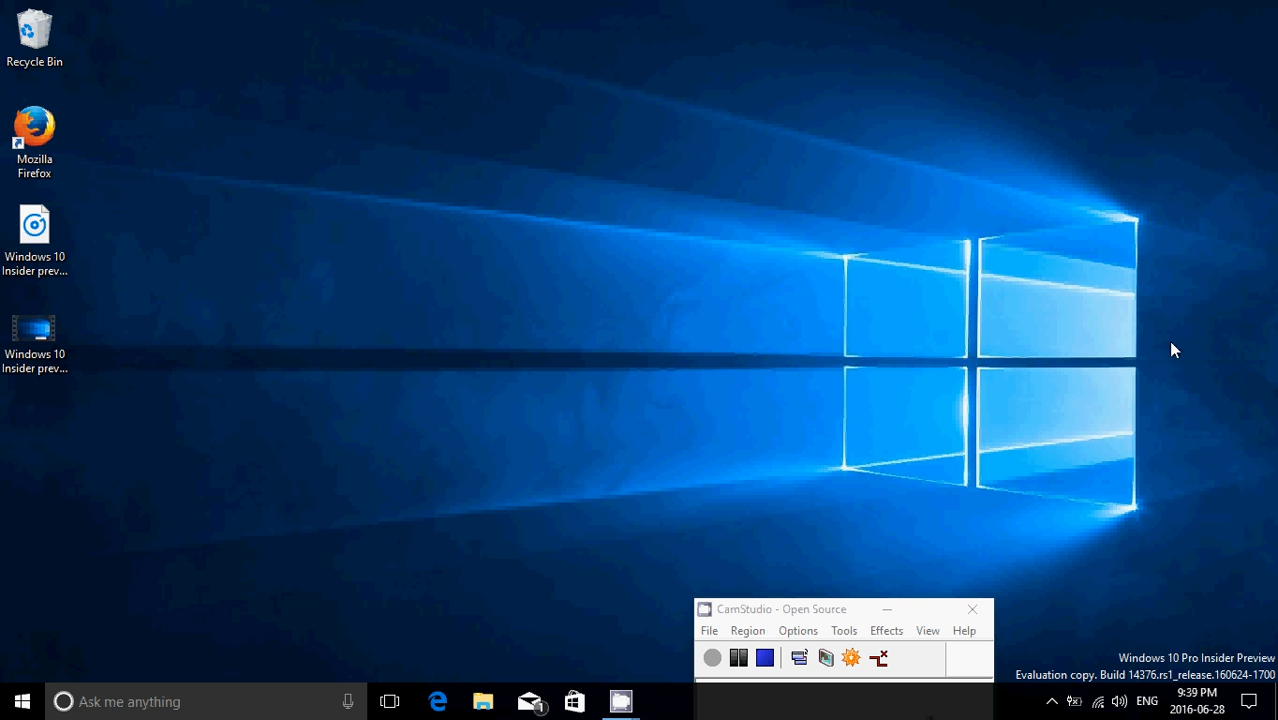 Recycle Bin
Mozilla
Firefox
Windows 10
Insider prev...
Windows 10
Insider prev...
CamStudio - Open Source
File Region Options Tools Effects View Help
Windows 10 Pro Insider Preview
Evaluation copy. Build 14376.rs1_release.160624-1700
Ask me anything
1
ENG
9:39 PM
2016-06-28